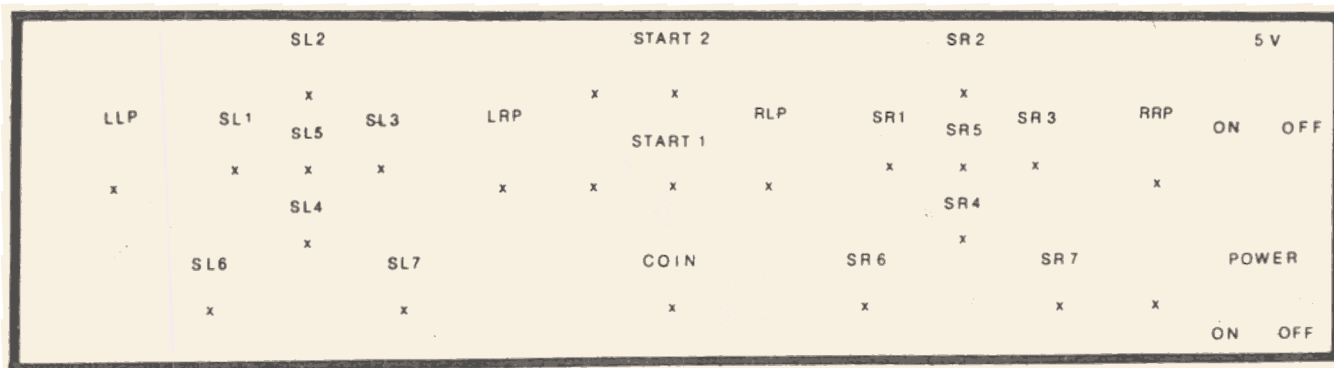 SL2 START 2 SR2 5 V
LLP SL1 SL3 LRP RLP SR1 SR3 RRP
SL5 START 1 SR5 ON OFF
SL4 SR4
SL6 SL7 COIN SR6 SR7 POWER
ON OFF